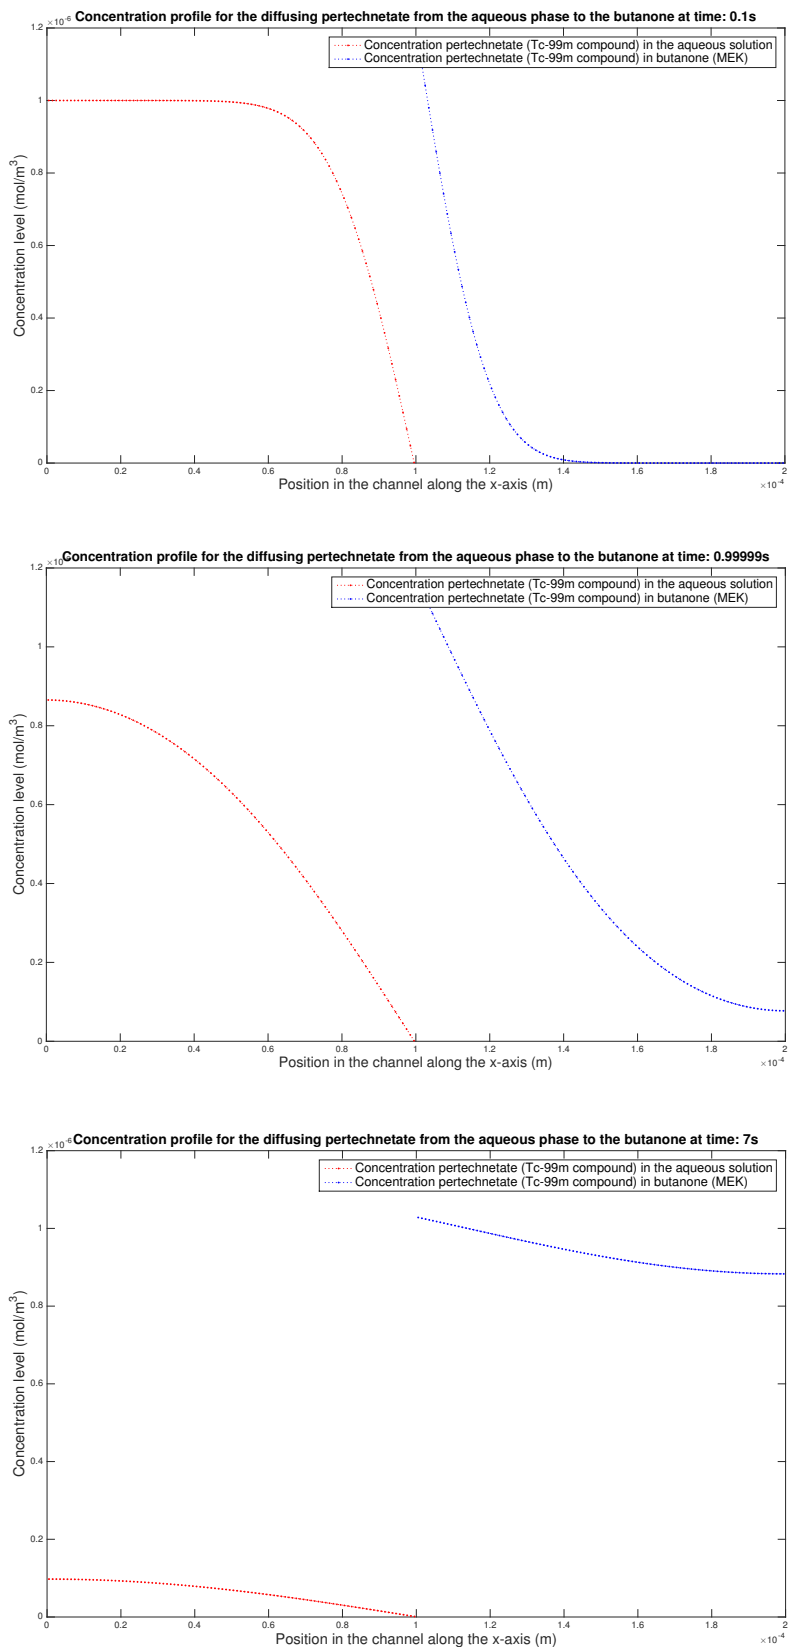 Concentration profile for the diffusing pertechnetate from the aqueous phase to the butanone at time: 0.1s
×10^-6
Concentration pertechnetate (Tc-99m compound) in the aqueous solution
Concentration pertechnetate (Tc-99m compound) in butanone (MEK)
Concentration level (mol/m^3)
1.2
1
0.8
0.6
0.4
0.2
0
0 0.2 0.4 0.6 0.8 1 1.2 1.4 1.6 1.8 2
Position in the channel along the x-axis (m)
×10^-4
Concentration profile for the diffusing pertechnetate from the aqueous phase to the butanone at time: 0.99999s
×10
Concentration pertechnetate (Tc-99m compound) in the aqueous solution
Concentration pertechnetate (Tc-99m compound) in butanone (MEK)
Concentration level (mol/m^3)
1.2
1
0.8
0.6
0.4
0.2
0
0 0.2 0.4 0.6 0.8 1 1.2 1.4 1.6 1.8 2
Position in the channel along the x-axis (m)
×10^-4
Concentration profile for the diffusing pertechnetate from the aqueous phase to the butanone at time: 7s
×10^-6
Concentration pertechnetate (Tc-99m compound) in the aqueous solution
Concentration pertechnetate (Tc-99m compound) in butanone (MEK)
Concentration level (mol/m^3)
1.2
1
0.8
0.6
0.4
0.2
0
0 0.2 0.4 0.6 0.8 1 1.2 1.4 1.6 1.8 2
Position in the channel along the x-axis (m)
×10^-4